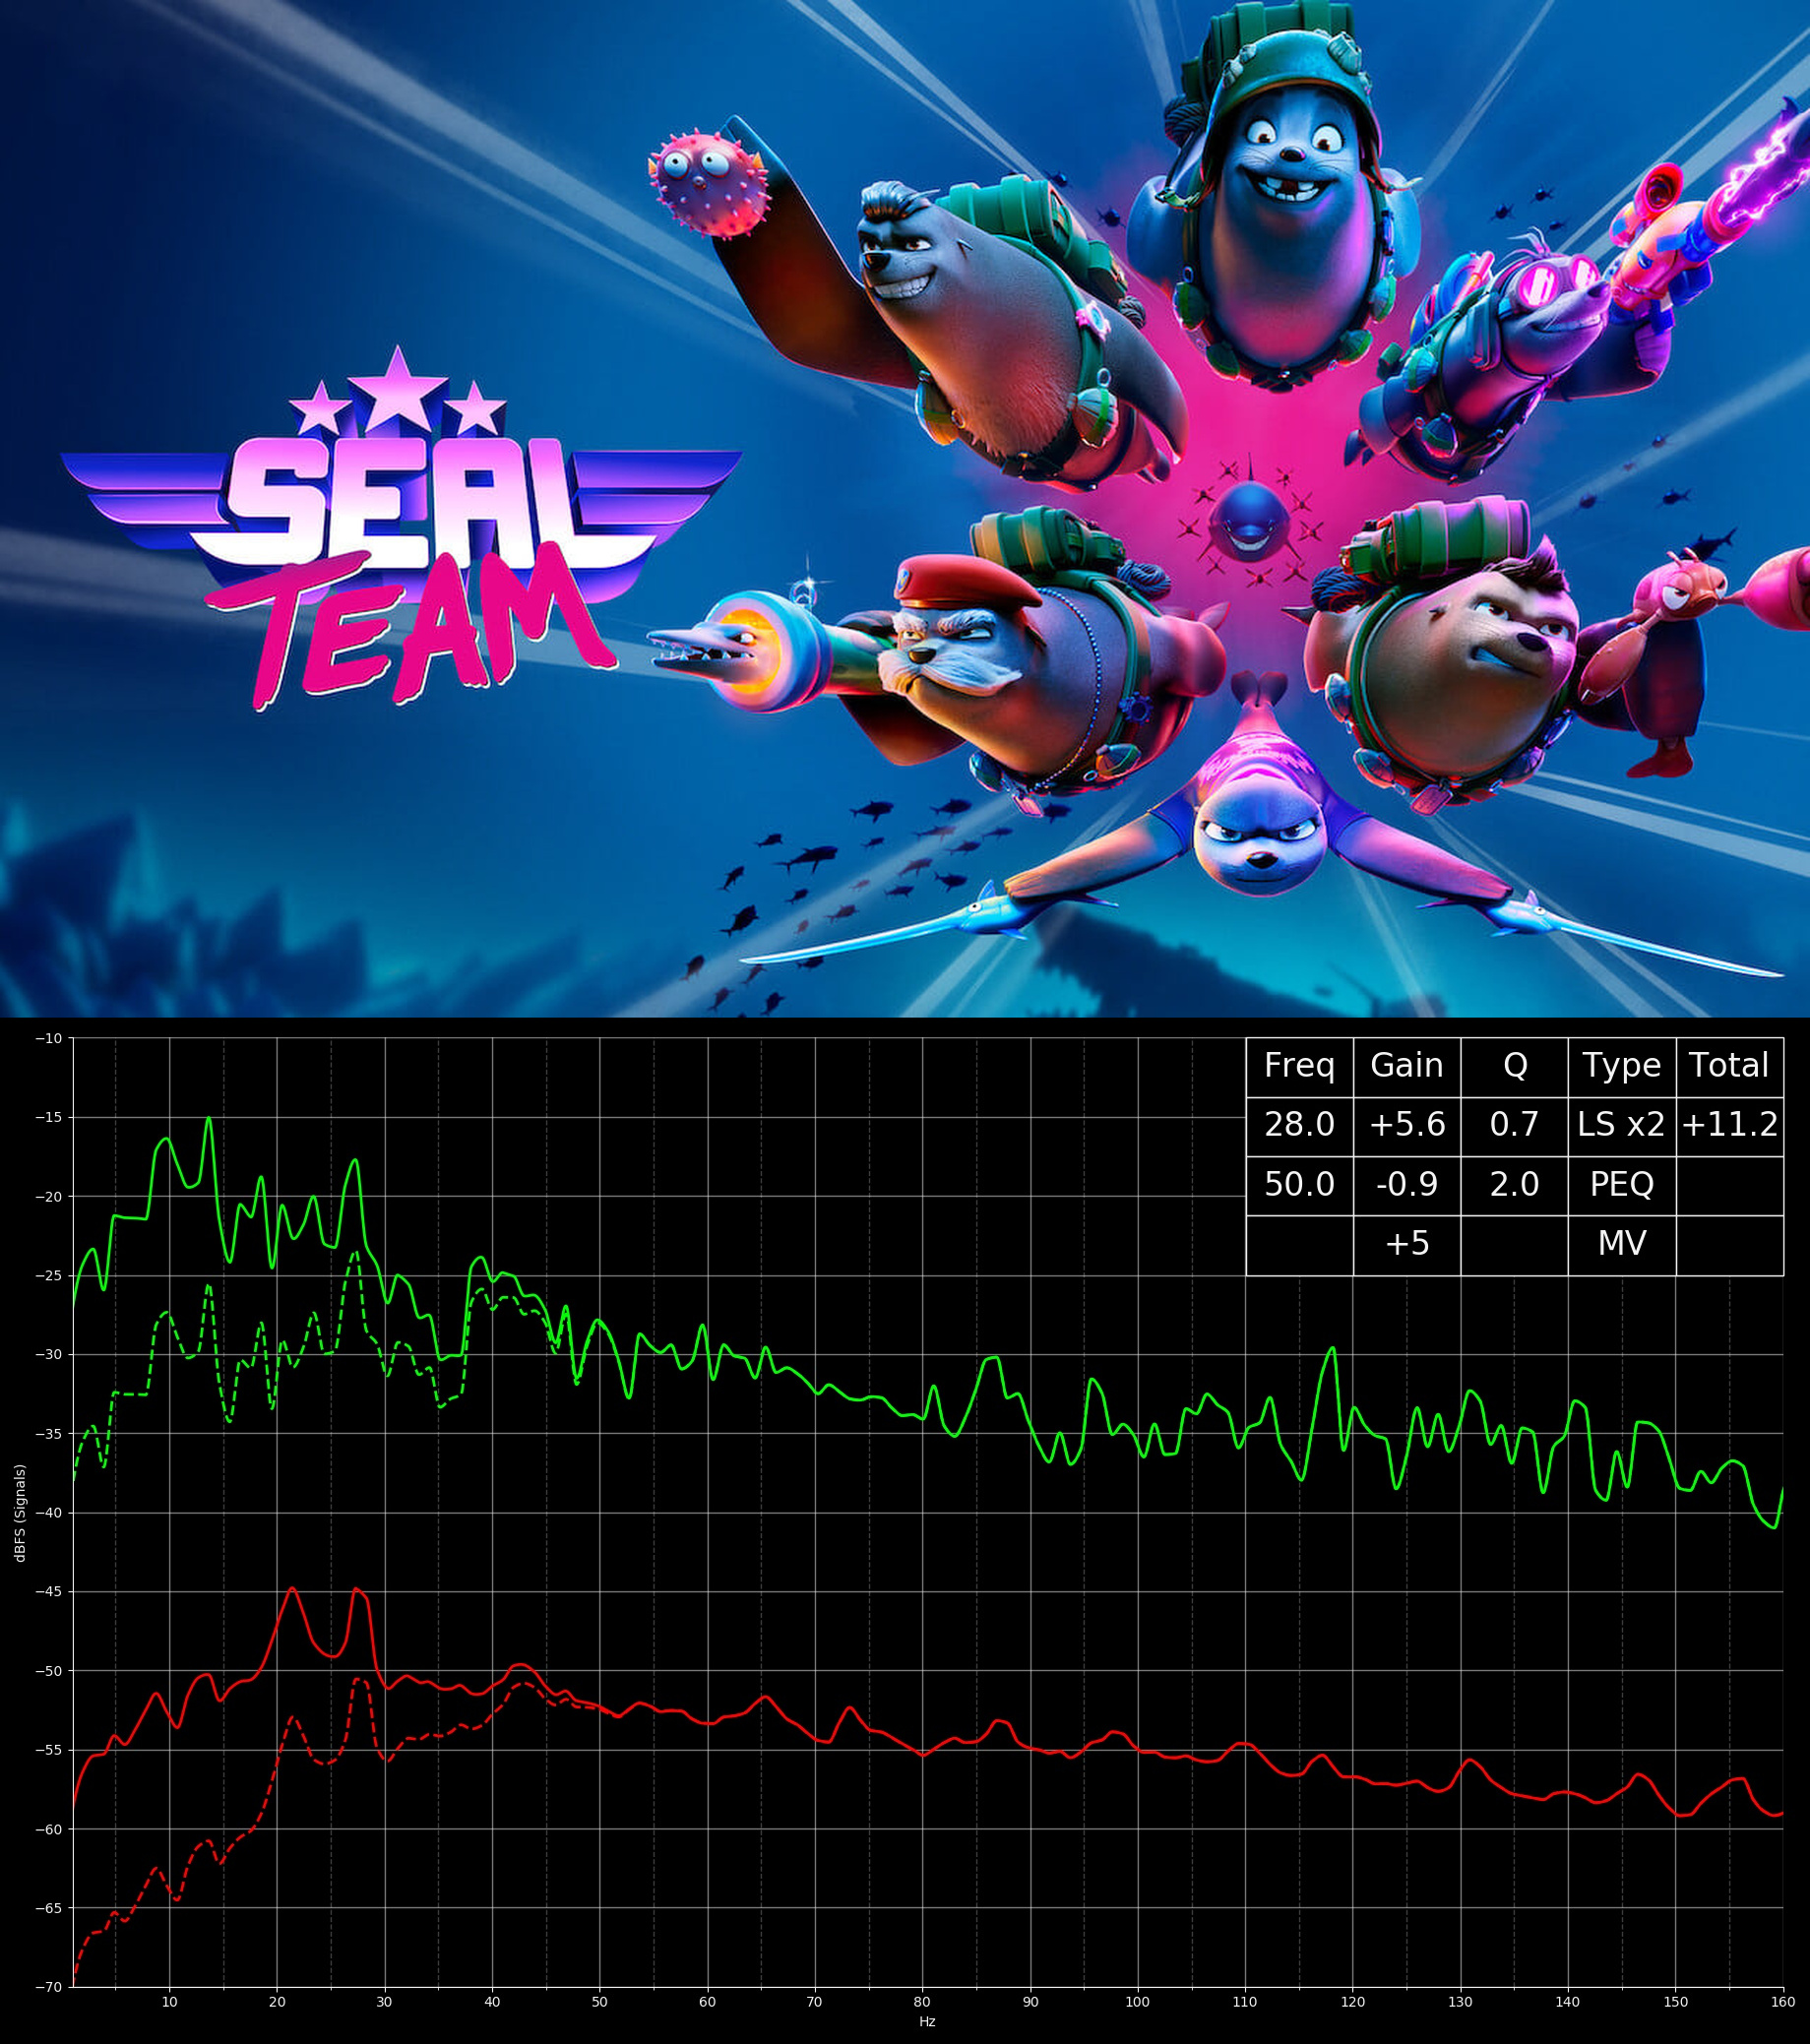 SEAL
TEAM
Freq Gain Q Type Total
28.0 +5.6 0.7 LS x2 +11.2
50.0 -0.9 2.0 PEQ
+5 MV
−10
−15
−20
−25
−30
−35
−40
−45
−50
−55
−60
−65
−70
dBFS (Signals)
10 20 30 40 50 60 70 80 90 100 110 120 130 140 150 160
Hz